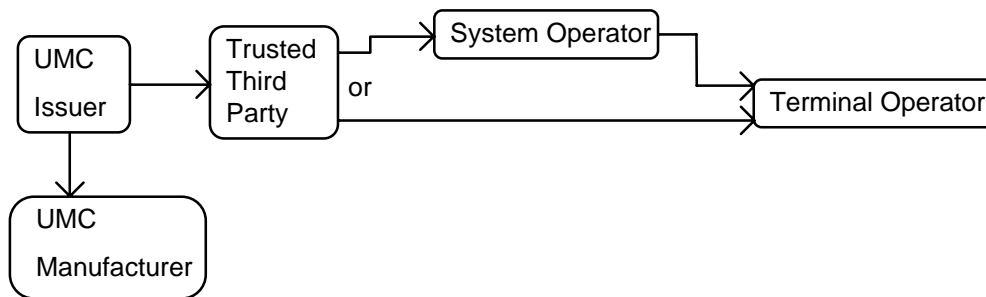 UMC
Issuer
Trusted
Third
Party
or
System Operator
Terminal Operator
UMC
Manufacturer